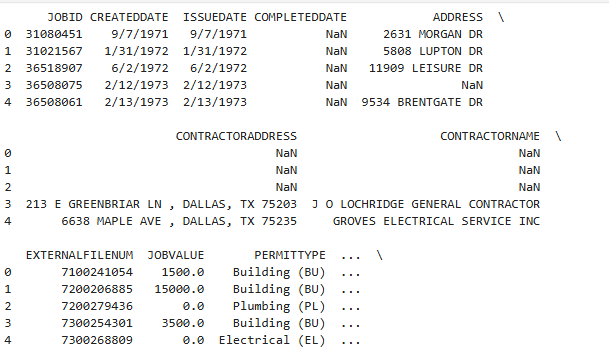 JOBID CREATEDDATE ISSUEDATE COMPLETEDDATE ADDRESS \
0 31080451 9/7/1971 9/7/1971 NaN 2631 MORGAN DR
1 31021567 1/31/1972 1/31/1972 NaN 5808 LUPTON DR
2 36518907 6/2/1972 6/2/1972 NaN 11909 LEISURE DR
3 36508075 2/12/1973 2/12/1973 NaN NaN
4 36508061 2/13/1973 2/13/1973 NaN 9534 BRENTGATE DR
CONTRACTORADDRESS CONTRACTORNAME \
0 NaN NaN
1 NaN NaN
2 NaN NaN
3 213 E GREENBRIAR LN , DALLAS, TX 75203 J O LOCHRIDGE GENERAL CONTRACTOR
4 6638 MAPLE AVE , DALLAS, TX 75235 GROVES ELECTRICAL SERVICE INC
EXTERNALFILENUM JOBVALUE PERMITTYPE ... \
0 7100241054 1500.0 Building (BU) ...
1 7200206885 15000.0 Building (BU) ...
2 7200279436 0.0 Plumbing (PL) ...
3 7300254301 3500.0 Building (BU) ...
4 7300268809 0.0 Electrical (EL) ...